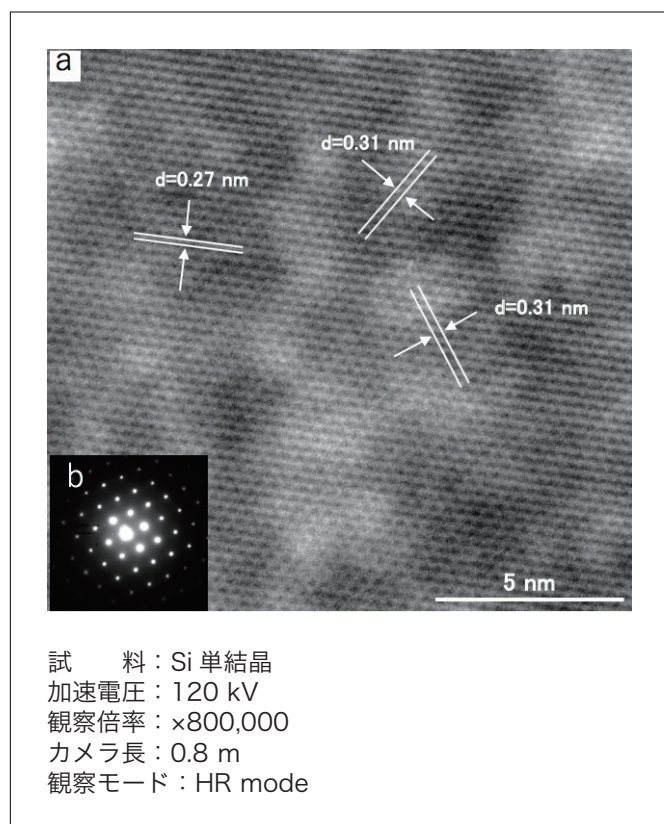 a
d=0.31 nm
d=0.27 nm
d=0.31 nm
b
5 nm
試　　料：Si 単結晶
加速電圧：120 kV
観察倍率：×800,000
カメラ長：0.8 m
観察モード：HR mode